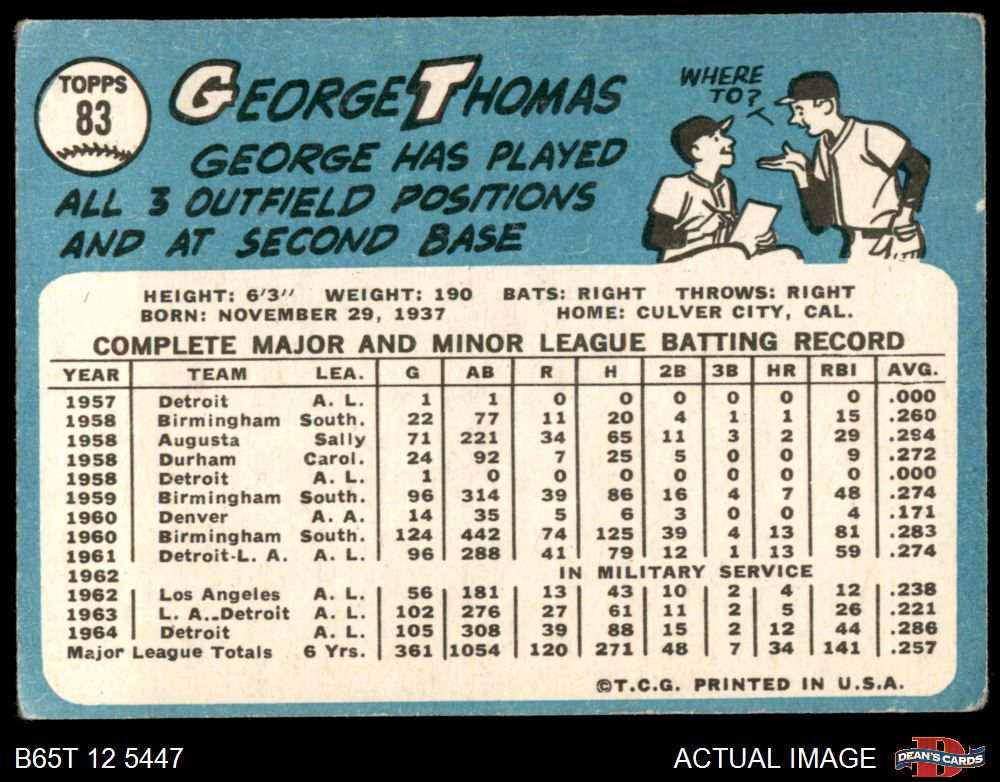 TOPPS
83
GEORGE THOMAS
GEORGE HAS PLAYED
ALL 3 OUTFIELD POSITIONS
AND AT SECOND BASE
WHERE
TO?
HEIGHT: 6'3" WEIGHT: 190 BATS: RIGHT THROWS: RIGHT
BORN: NOVEMBER 29, 1937 HOME: CULVER CITY, CAL.
COMPLETE MAJOR AND MINOR LEAGUE BATTING RECORD
YEAR TEAM LEA. G AB R H 2B 3B HR RBI AVG.
1957 Detroit A. L. 1 1 0 0 0 0 0 0 .000
1958 Birmingham South. 22 77 11 20 4 1 1 15 .260
1958 Augusta Sally 71 221 34 65 11 3 2 29 .294
1958 Durham Carol. 24 92 7 25 5 0 0 9 .272
1958 Detroit A. L. 1 0 0 0 0 0 0 0 .000
1959 Birmingham South. 96 314 39 86 16 4 7 48 .274
1960 Denver A. A. 14 35 5 6 3 0 0 4 .171
1960 Birmingham South. 124 442 74 125 39 4 13 81 .283
1961 Detroit-L. A. A. L. 96 288 41 79 12 1 13 59 .274
1962 IN MILITARY SERVICE
1962 Los Angeles A. L. 56 181 13 43 10 2 4 12 .238
1963 L. A.-Detroit A. L. 102 276 27 61 11 2 5 26 .221
1964 Detroit A. L. 105 308 39 88 15 2 12 44 .286
Major League Totals 6 Yrs. 361 1054 120 271 48 7 34 141 .257
©T.C.G. PRINTED IN U.S.A.
B65T 12 5447 ACTUAL IMAGE
D
DEAN'S CARDS